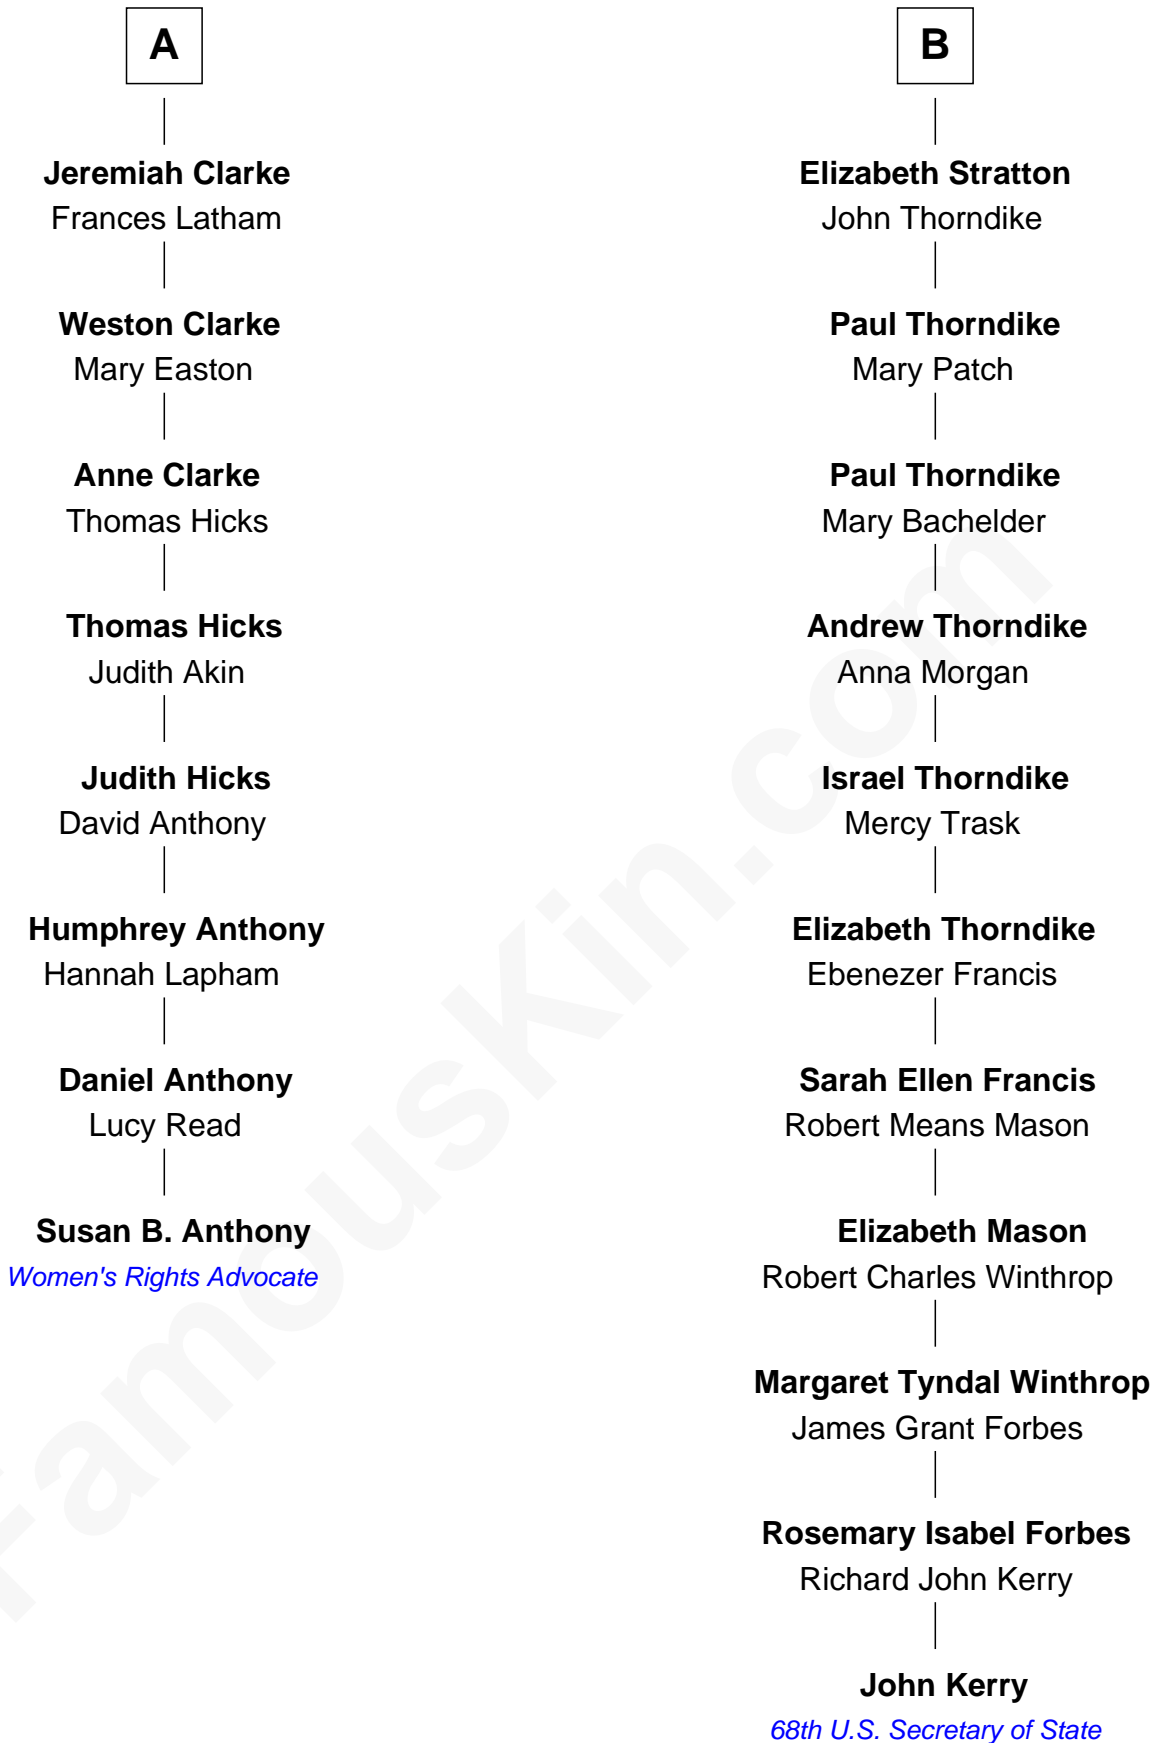 A
Jeremiah Clarke
Frances Latham
Weston Clarke
Mary Easton
Anne Clarke
Thomas Hicks
Thomas Hicks
Judith Akin
Judith Hicks
David Anthony
Humphrey Anthony
Hannah Lapham
Daniel Anthony
Lucy Read
Susan B. Anthony
Women's Rights Advocate
B
Elizabeth Stratton
John Thorndike
Paul Thorndike
Mary Patch
Paul Thorndike
Mary Bachelder
Andrew Thorndike
Anna Morgan
Israel Thorndike
Mercy Trask
Elizabeth Thorndike
Ebenezer Francis
Sarah Ellen Francis
Robert Means Mason
Elizabeth Mason
Robert Charles Winthrop
Margaret Tyndal Winthrop
James Grant Forbes
Rosemary Isabel Forbes
Richard John Kerry
John Kerry
68th U.S. Secretary of State
FamousKin.com